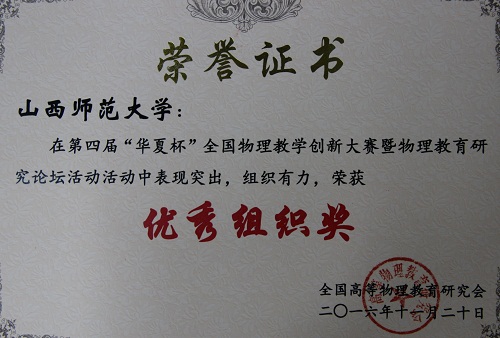 荣誉证书
山西师范大学：
在第四届“华夏杯”全国物理教学创新大赛暨物理教育研
究论坛活动活动中表现突出，组织有力，荣获
优秀组织奖
全国高等物理教育研究会
二〇一六年十一月二十日